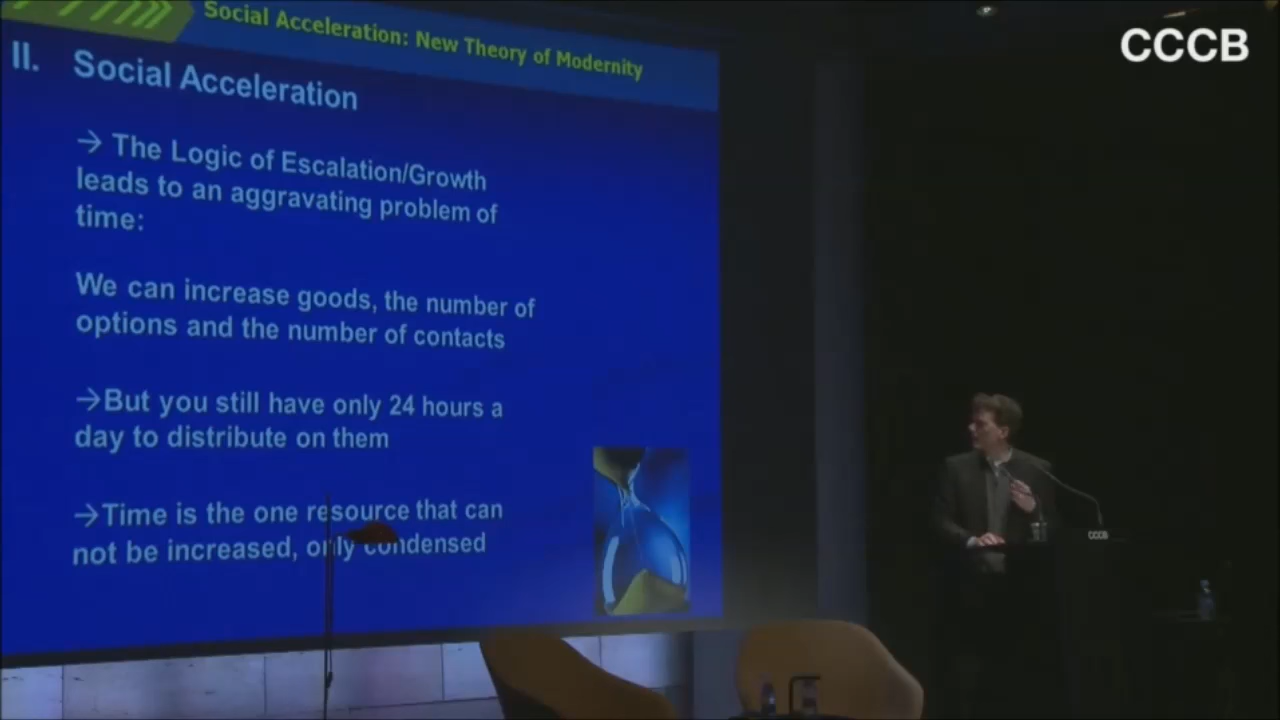 Social Acceleration: New Theory of Modernity
CCCB
II. Social Acceleration
→ The Logic of Escalation/Growth
leads to an aggravating problem of
time:
We can increase goods, the number of
options and the number of contacts
→But you still have only 24 hours a
day to distribute on them
→Time is the one resource that can
not be increased, only condensed
CCCB